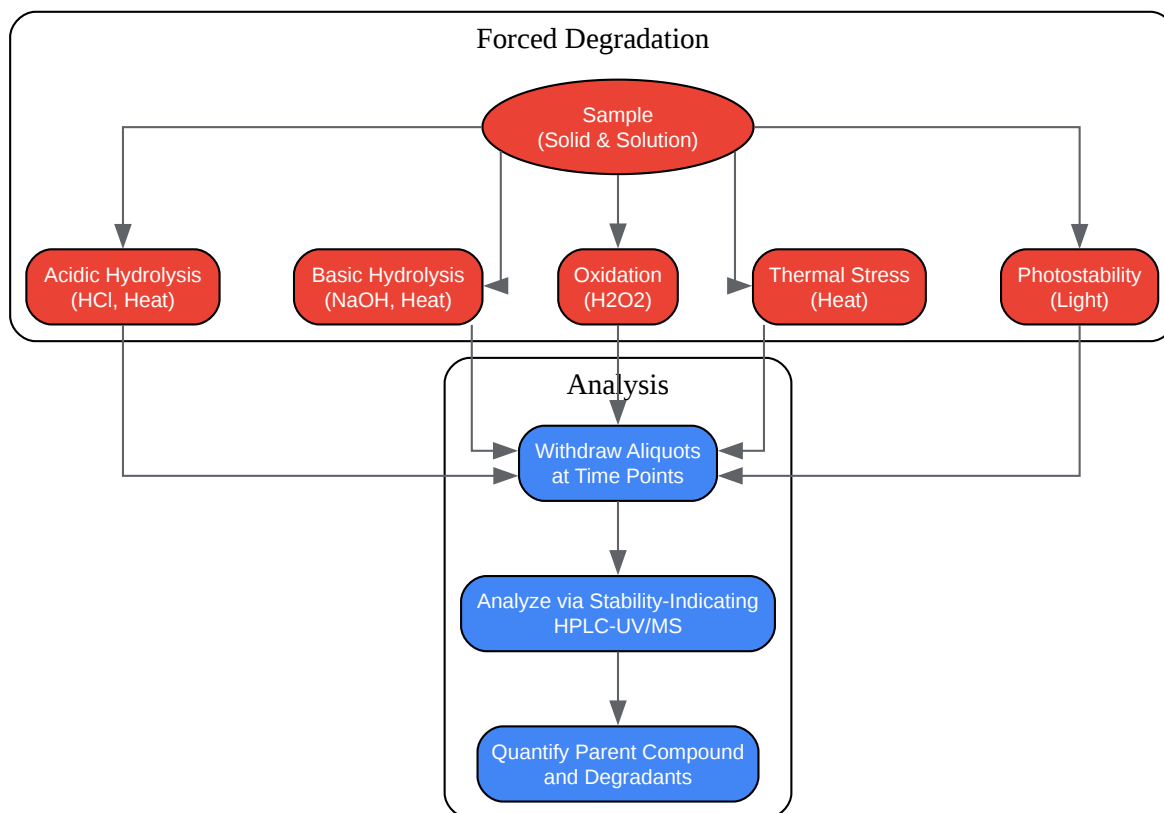 Forced Degradation
Sample
(Solid & Solution)
Acidic Hydrolysis
(HCl, Heat)
Basic Hydrolysis
(NaOH, Heat)
Oxidation
(H2O2)
Thermal Stress
(Heat)
Photostability
(Light)
Analysis
Withdraw Aliquots
at Time Points
Analyze via Stability-Indicating
HPLC-UV/MS
Quantify Parent Compound
and Degradants